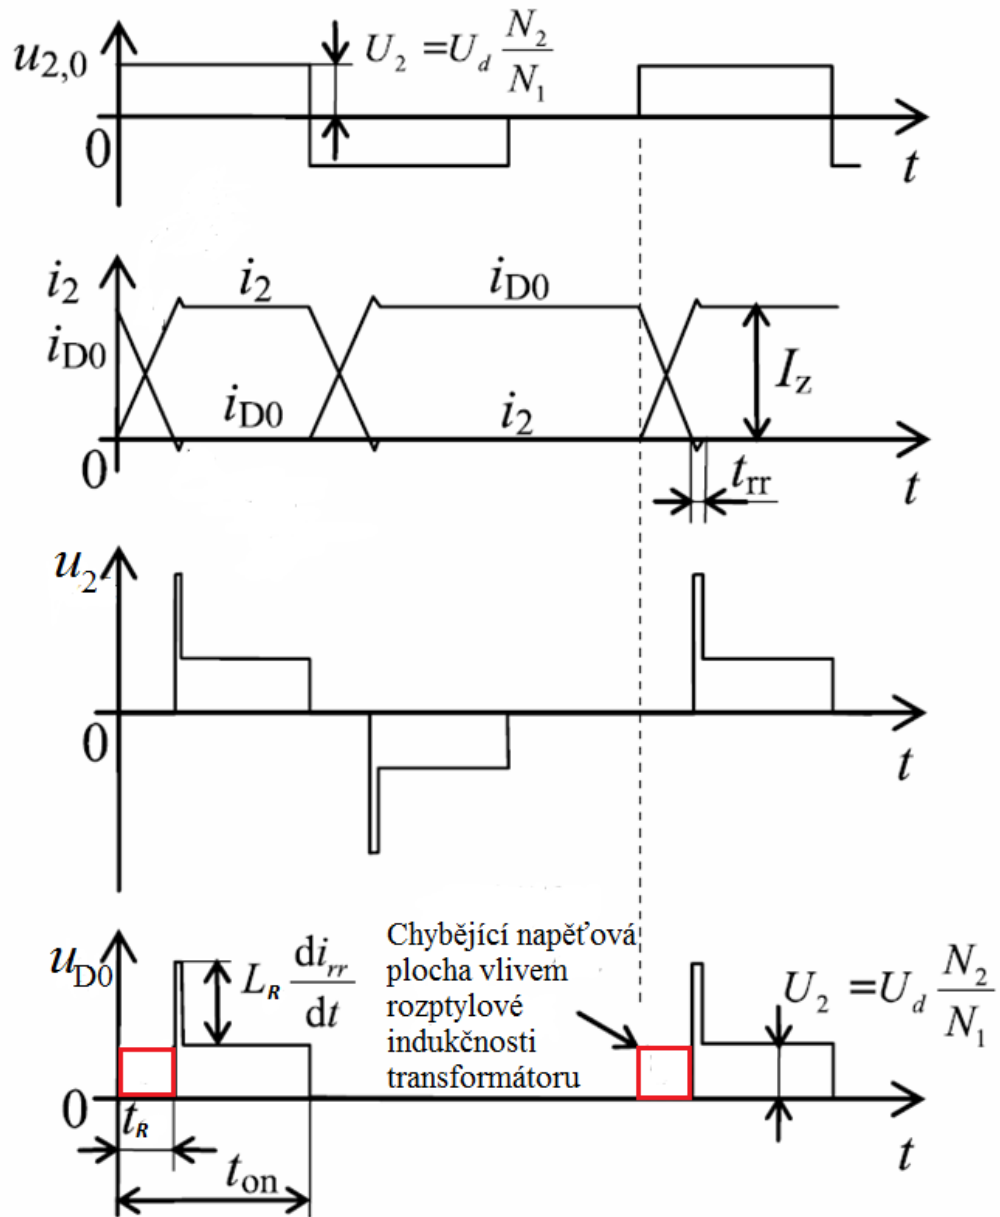 u2,0
U2 =Ud N2/N1
0
t
i2
i2
iD0
iD0
iD0
i2
Iz
0
trr
t
u2
0
t
uD0
LR dirr/dt
Chybějící napěťová
plocha vlivem
rozptylové
indukčnosti
transformátoru
U2 =Ud N2/N1
0
tR
t
ton